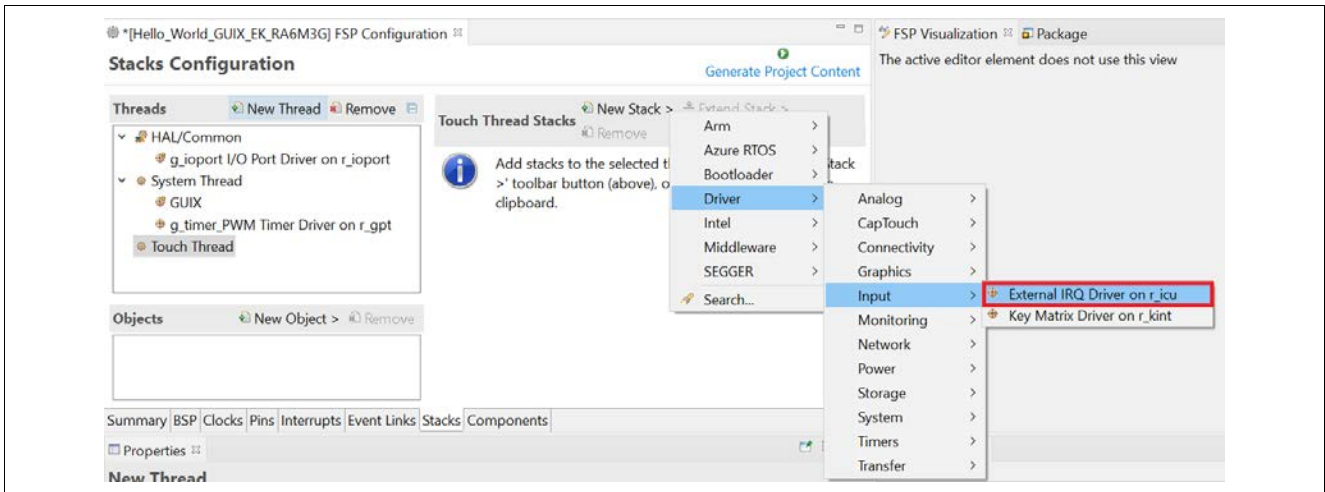 *[Hello_World_GUIX_EK_RA6M3G] FSP Configuration
FSP Visualization
Package
Stacks Configuration
Generate Project Content
The active editor element does not use this view
Threads
New Thread
Remove
HAL/Common
g_ioport I/O Port Driver on r_ioport
System Thread
GUIX
g_timer_PWM Timer Driver on r_gpt
Touch Thread
Objects
New Object >
Remove
Touch Thread Stacks
New Stack >
Extend Stack >
Remove
Add stacks to the selected t
tack
>' toolbar button (above), o
clipboard.
Arm >
Azure RTOS >
Bootloader >
Driver >
Intel >
Middleware >
SEGGER >
Search...
Analog >
CapTouch >
Connectivity >
Graphics >
Input >
Monitoring >
Network >
Power >
Storage >
System >
Timers >
Transfer >
External IRQ Driver on r_icu
Key Matrix Driver on r_kint
Summary BSP Clocks Pins Interrupts Event Links Stacks Components
Properties
New Thread